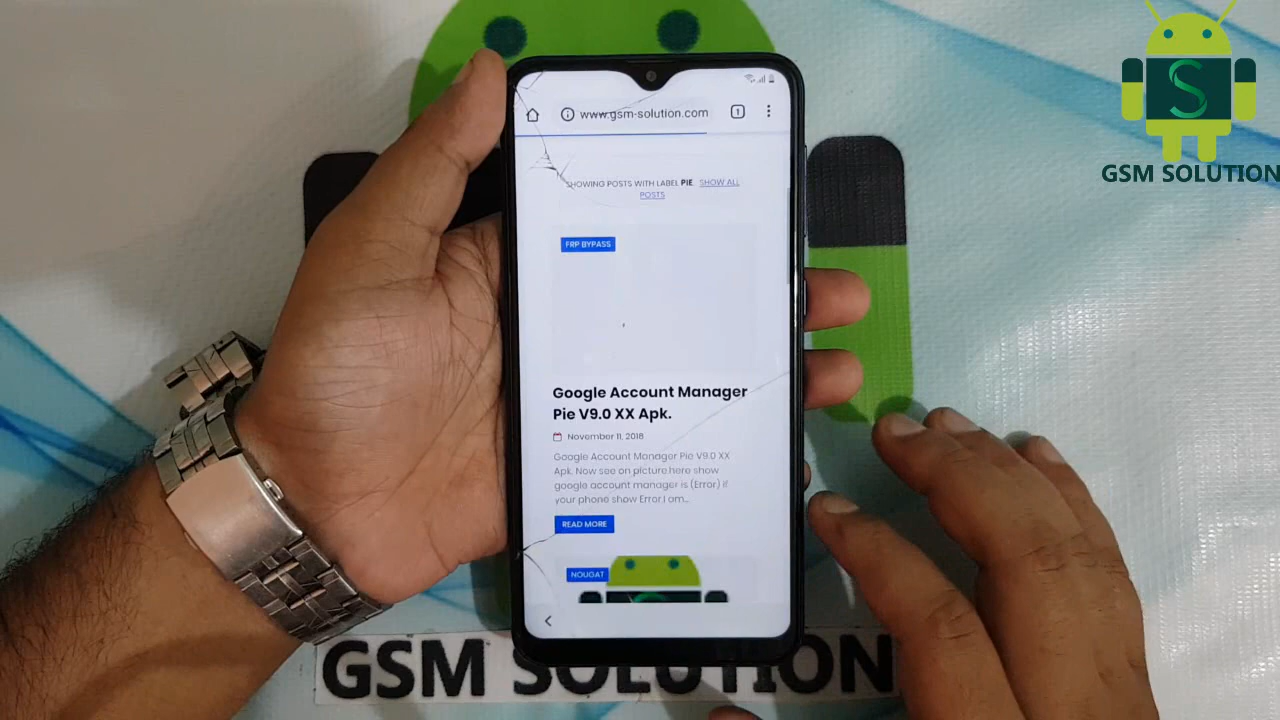 www.gsm-solution.com
1
SHOWING POSTS WITH LABEL PIE. SHOW ALL
POSTS
FRP BYPASS
Google Account Manager
Pie V9.0 XX Apk.
November 11, 2018
Google Account Manager Pie V9.0 XX
Apk. Now see on picture here show
google account manager is (Error) if
your phone show Error I am...
READ MORE
NOUGAT
S
GSM SOLUTION
GSM SOLUTION